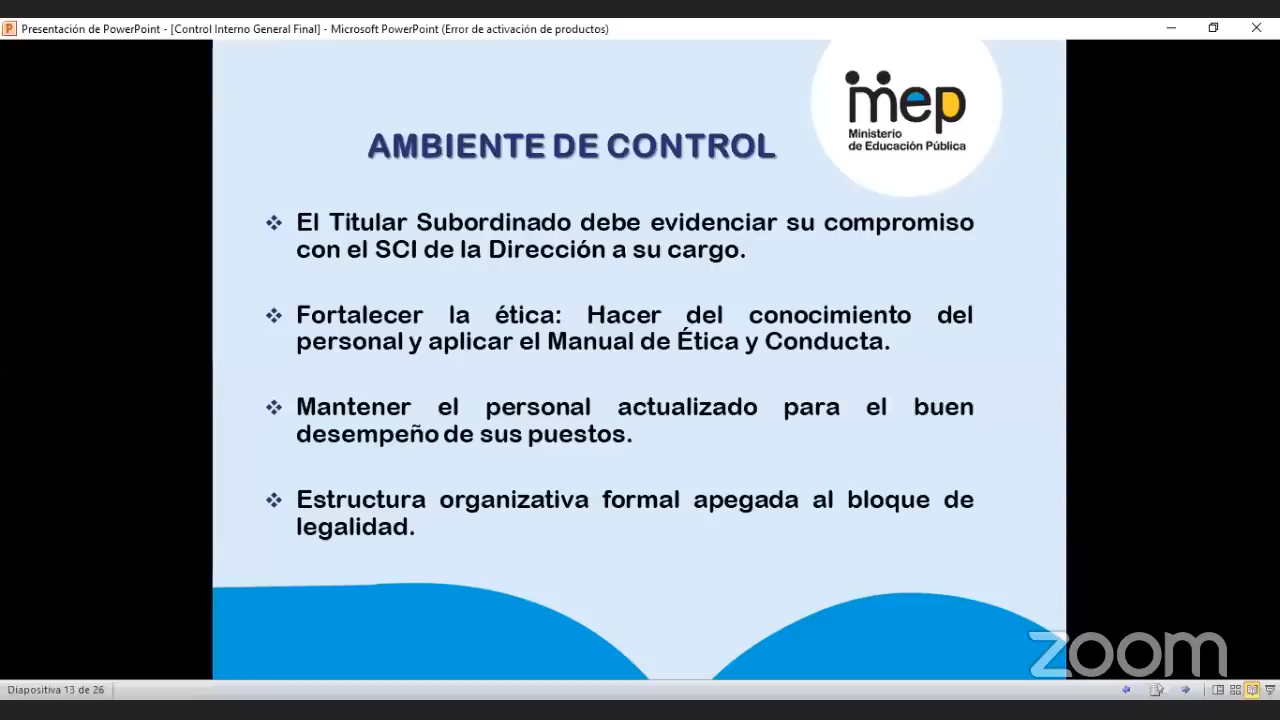 Presentación de PowerPoint - [Control Interno General Final] - Microsoft PowerPoint (Error de activación de productos)
mep
Ministerio
de Educación Pública
AMBIENTE DE CONTROL
El Titular Subordinado debe evidenciar su compromiso
con el SCI de la Dirección a su cargo.
Fortalecer la ética: Hacer del conocimiento del
personal y aplicar el Manual de Ética y Conducta.
Mantener el personal actualizado para el buen
desempeño de sus puestos.
Estructura organizativa formal apegada al bloque de
legalidad.
zoom
Diapositiva 13 de 26